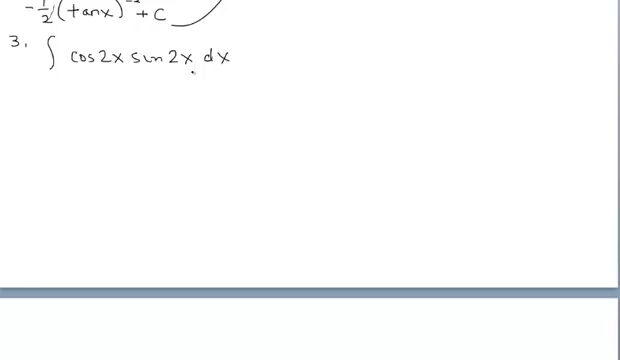 -1/2 (tanx)⁻² + C
3. ∫ cos2x sin2x dx